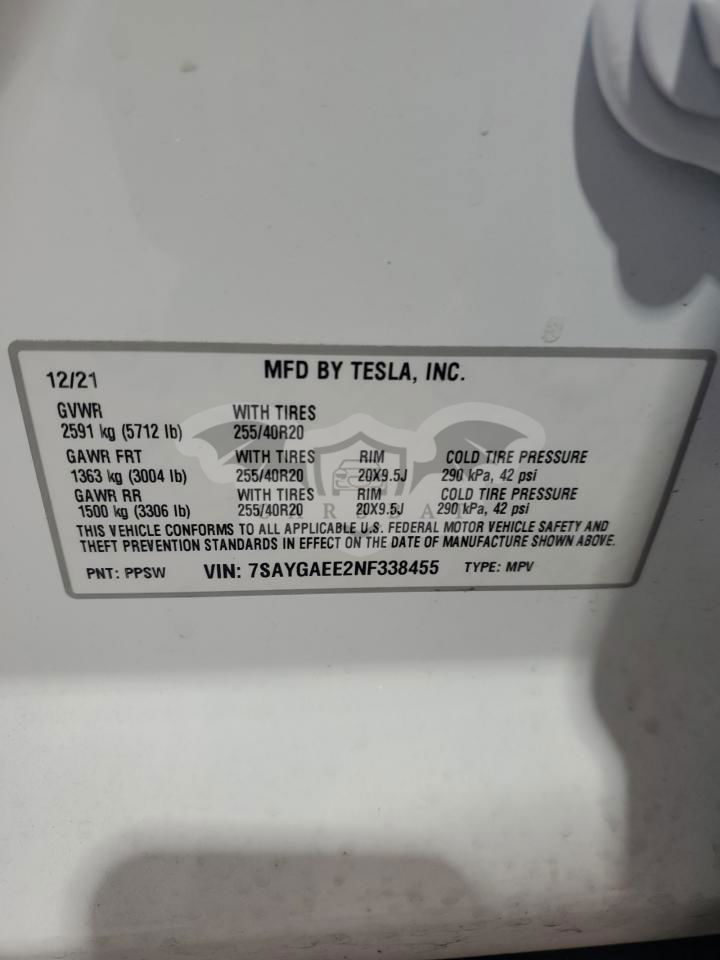 12/21 MFD BY TESLA, INC.
GVWR WITH TIRES
2591 kg (5712 lb) 255/40R20
GAWR FRT WITH TIRES RIM COLD TIRE PRESSURE
1363 kg (3004 lb) 255/40R20 20X9.5J 290 kPa, 42 psi
GAWR RR WITH TIRES RIM COLD TIRE PRESSURE
1500 kg (3306 lb) 255/40R20 20X9.5J 290 kPa, 42 psi
THIS VEHICLE CONFORMS TO ALL APPLICABLE U.S. FEDERAL MOTOR VEHICLE SAFETY AND
THEFT PREVENTION STANDARDS IN EFFECT ON THE DATE OF MANUFACTURE SHOWN ABOVE.
PNT: PPSW VIN: 7SAYGAEE2NF338455 TYPE: MPV